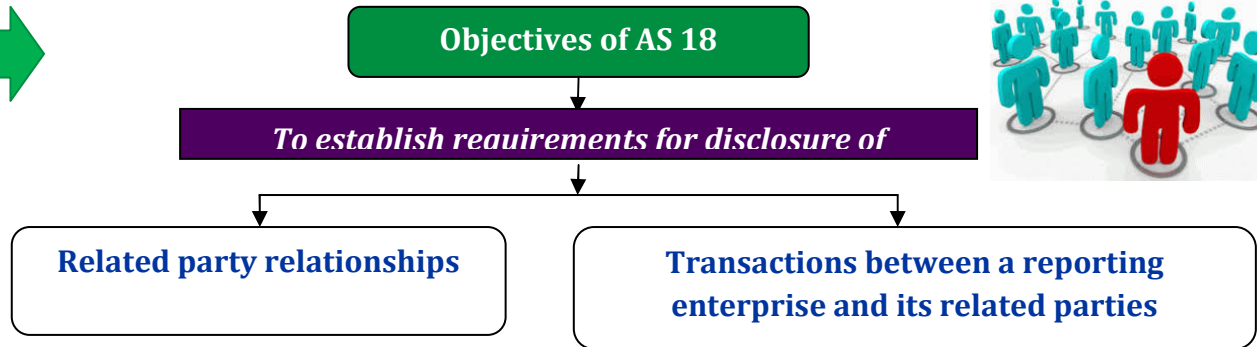 Objectives of AS 18
To establish requirements for disclosure of
Related party relationships
Transactions between a reporting
enterprise and its related parties